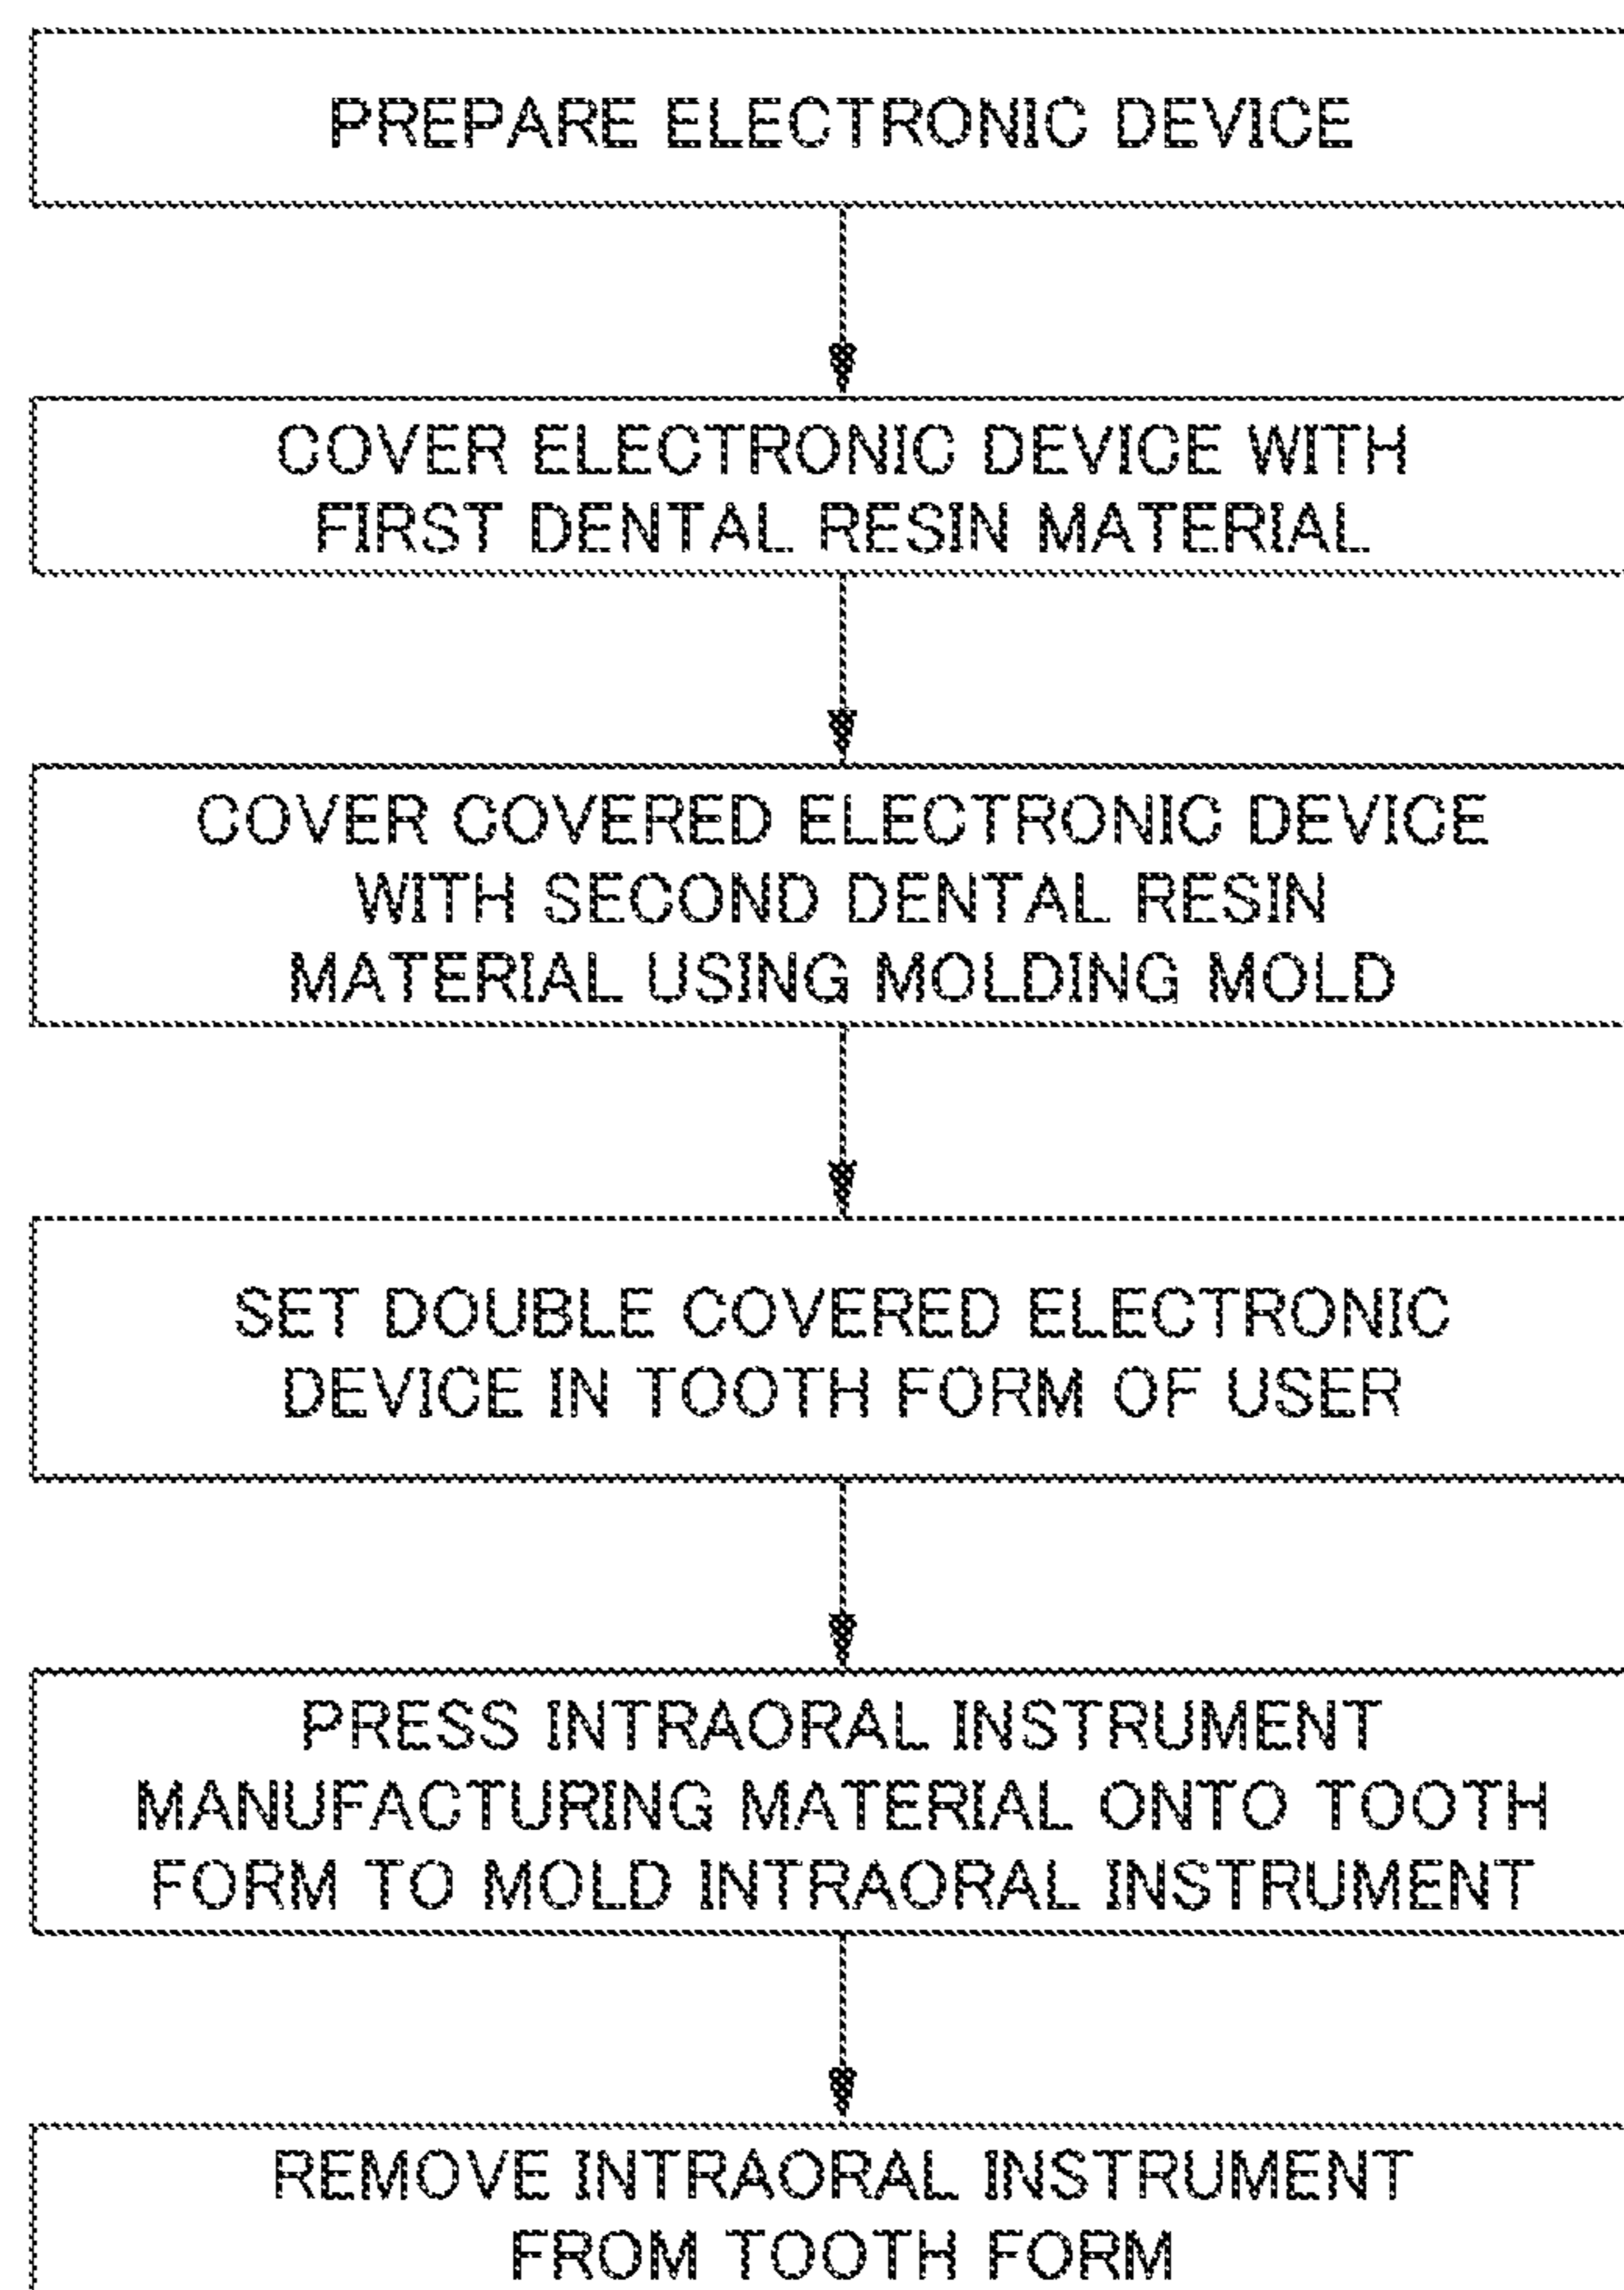 PREPARE ELECTRONIC DEVICE
COVER ELECTRONIC DEVICE WITH
FIRST DENTAL RESIN MATERIAL
COVER COVERED ELECTRONIC DEVICE
WITH SECOND DENTAL RESIN
MATERIAL USING MOLDING MOLD
SET DOUBLE COVERED ELECTRONIC
DEVICE IN TOOTH FORM OF USER
PRESS INTRAORAL INSTRUMENT
MANUFACTURING MATERIAL ONTO TOOTH
FORM TO MOLD INTRAORAL INSTRUMENT
REMOVE INTRAORAL INSTRUMENT
FROM TOOTH FORM